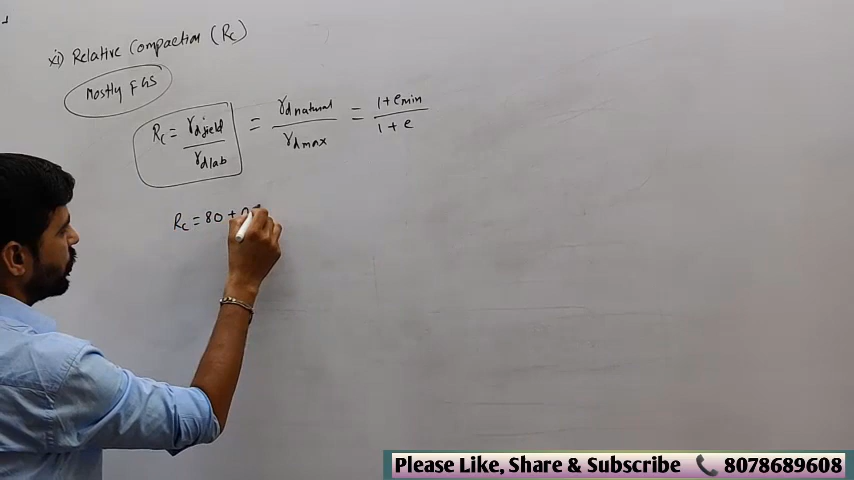 xi) Relative Compaction (Rc)
Mostly FGS
Rc = γd field / γd lab = γd natural / γd max = 1 + emin / 1 + e
Rc = 80 + 0
Please Like, Share & Subscribe 📞 8078689608